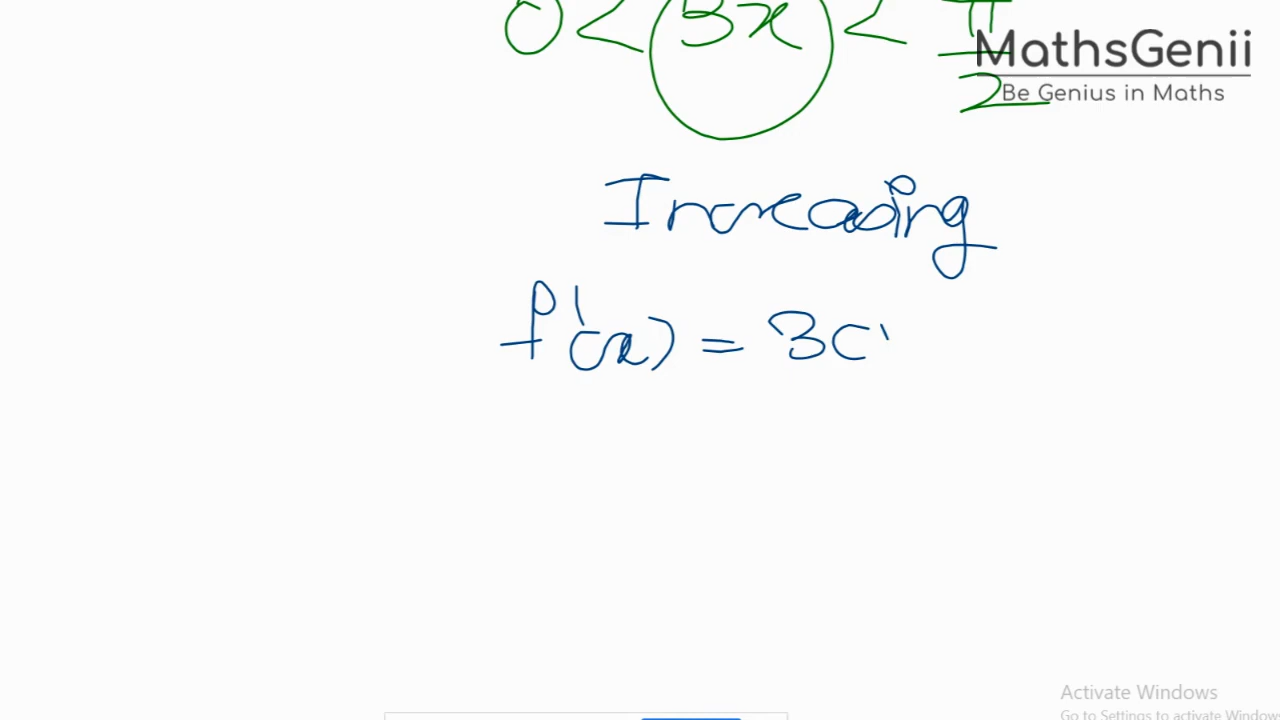 0 < 3x < π/2
MathsGenii
Be Genius in Maths
Increasing
f'(x) = 3c'
Activate Windows
Go to Settings to activate Windows